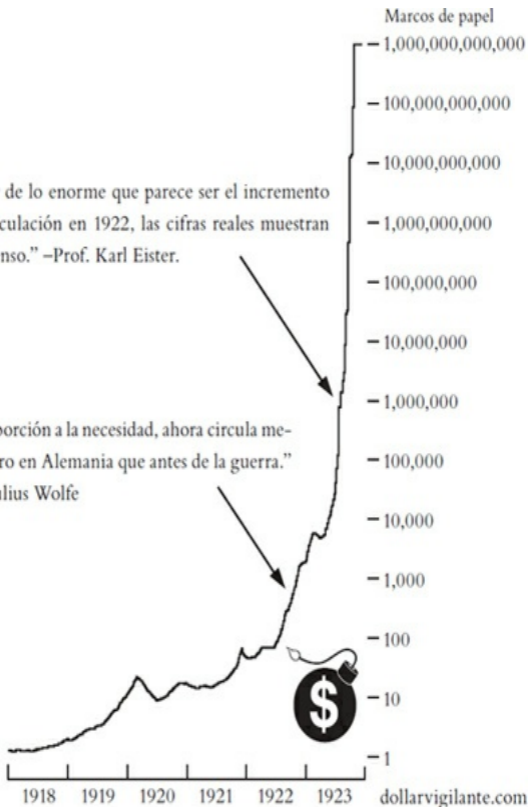 Marcos de papel
1,000,000,000,000
100,000,000,000
10,000,000,000
de lo enorme que parece ser el incremento
culación en 1922, las cifras reales muestran
1,000,000,000
enso.” –Prof. Karl Eister.
100,000,000
10,000,000
1,000,000
porción a la necesidad, ahora circula me-
ro en Alemania que antes de la guerra.”
100,000
ulius Wolfe
10,000
1,000
100
$
10
1
1918 1919 1920 1921 1922 1923 dollarvigilante.com